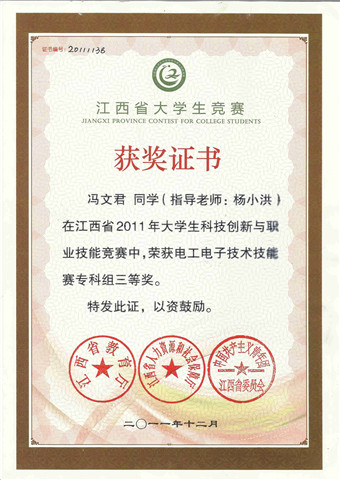 证书编号: 20111136
江西省大学生竞赛
JIANGXI PROVINCE CONTEST FOR COLLEGE STUDENTS
获奖证书
冯文君 同学(指导老师:杨小洪)
在江西省2011年大学生科技创新与职
业技能竞赛中,荣获电工电子技术技能
赛专科组三等奖。
特发此证,以资鼓励。
江西省教育厅
江西省人力资源和社会保障厅
中国共产主义青年团
江西省委员会
二〇一一年十二月